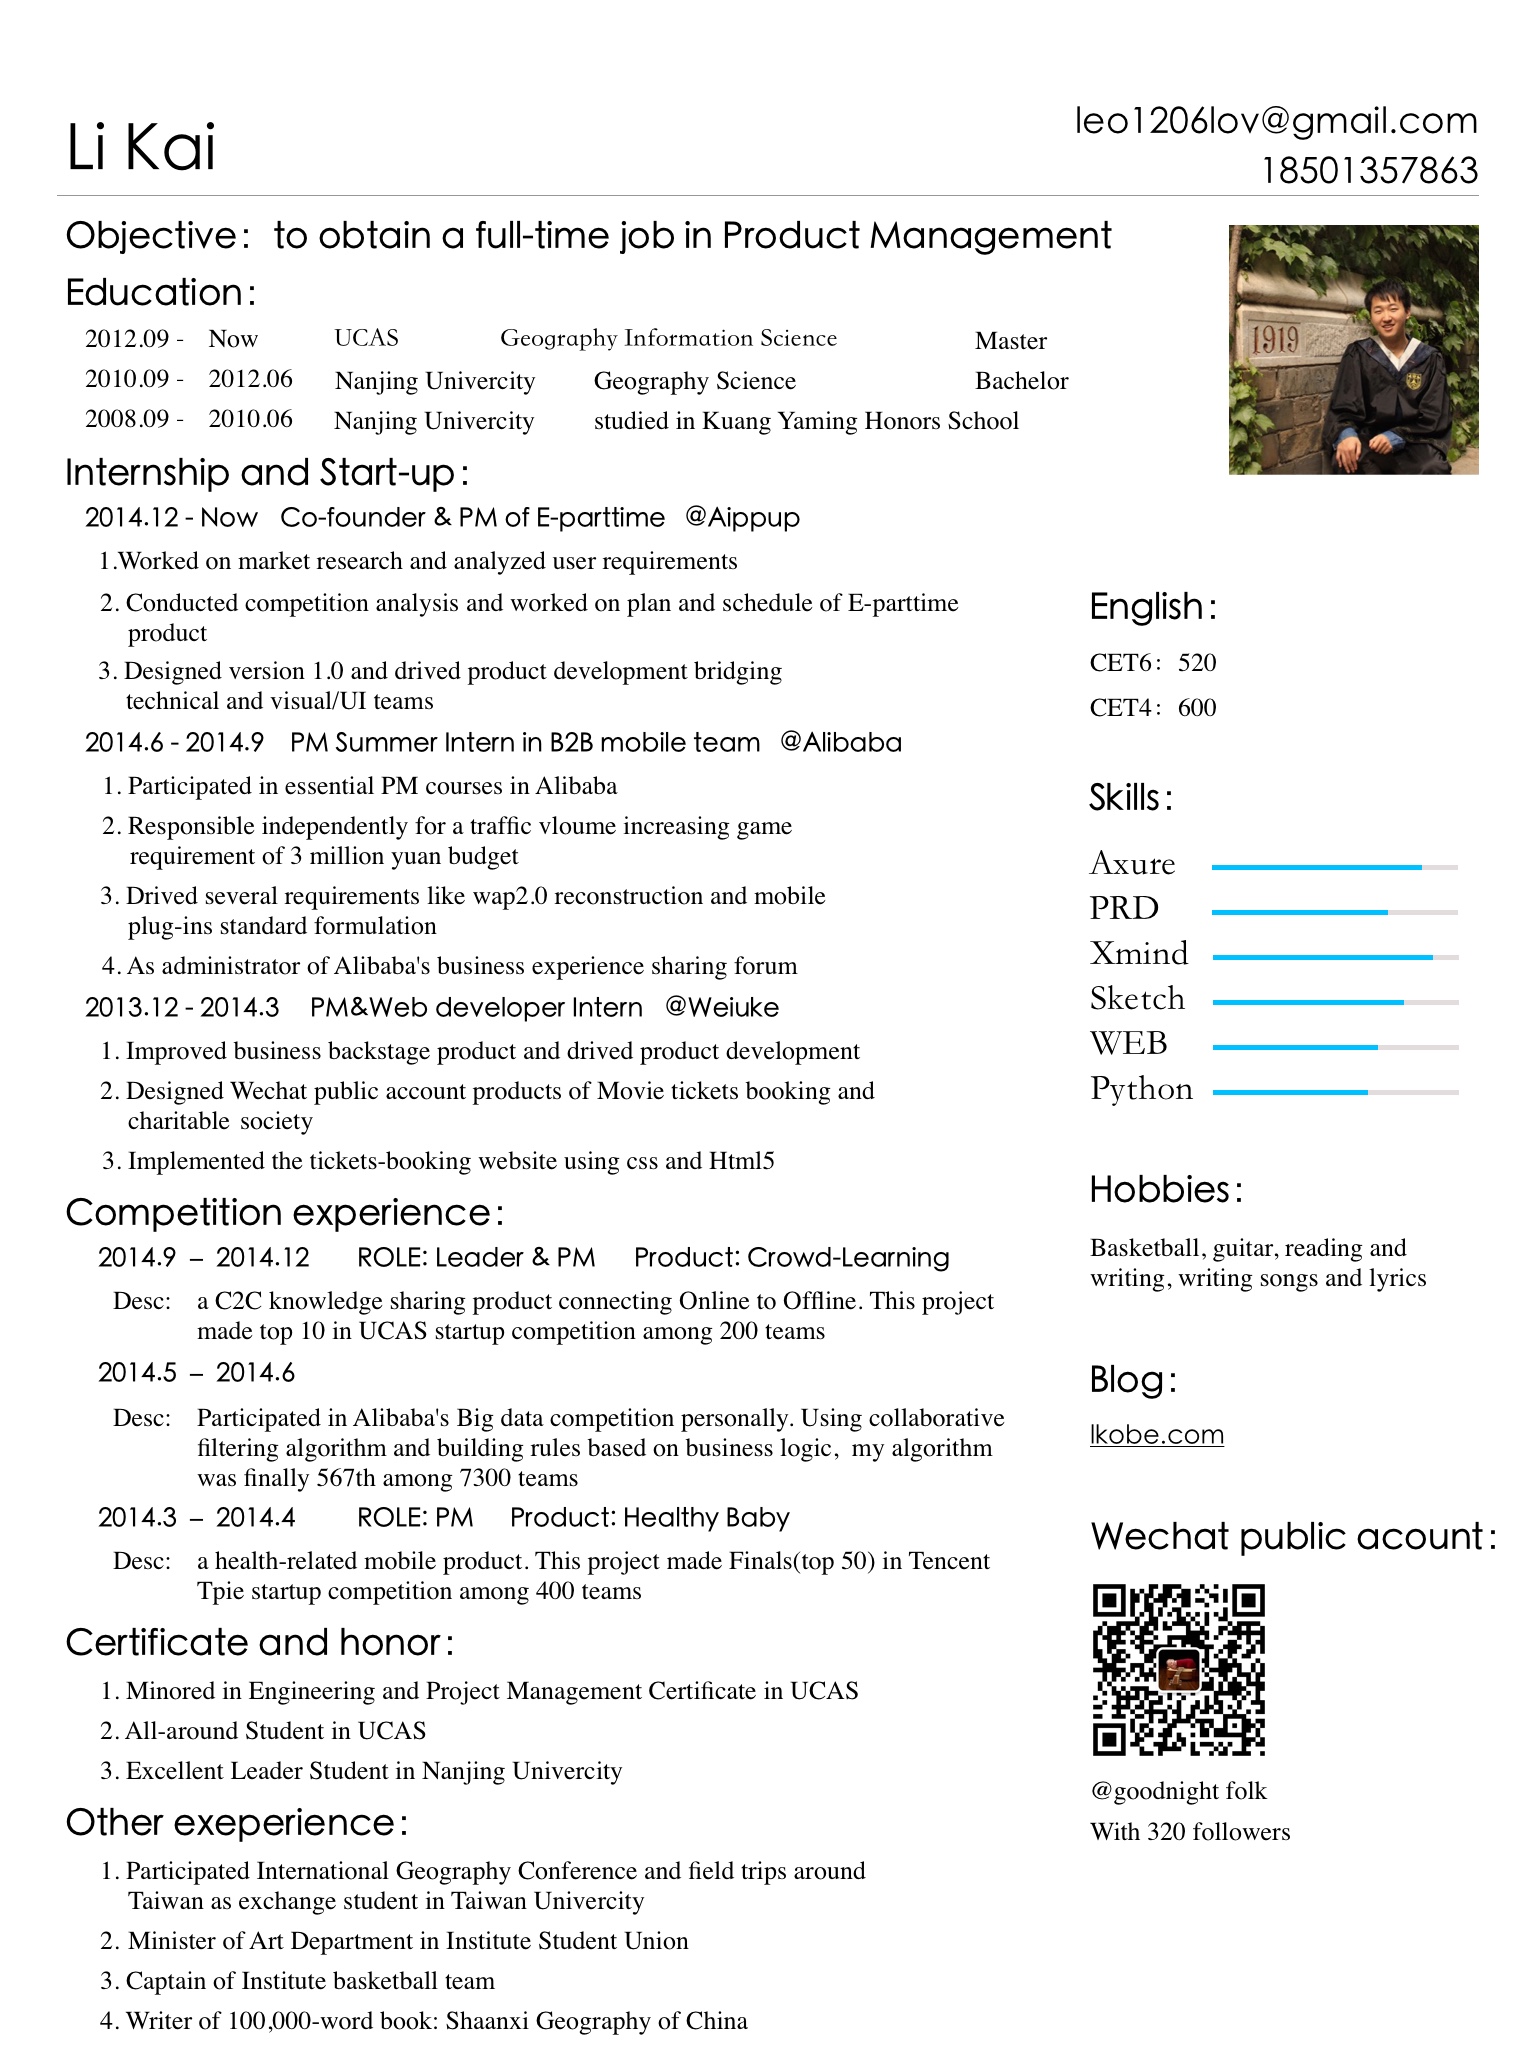 Li Kai
leo1206lov@gmail.com
18501357863
Objective: to obtain a full-time job in Product Management
Education:
2012.09 - Now UCAS Geography Information Science Master
2010.09 - 2012.06 Nanjing Univercity Geography Science Bachelor
2008.09 - 2010.06 Nanjing Univercity studied in Kuang Yaming Honors School
1919
Internship and Start-up:
2014.12 - Now Co-founder & PM of E-parttime @Aippup
1.Worked on market research and analyzed user requirements
2. Conducted competition analysis and worked on plan and schedule of E-parttime
product
3. Designed version 1.0 and drived product development bridging
technical and visual/UI teams
2014.6 - 2014.9 PM Summer Intern in B2B mobile team @Alibaba
1. Participated in essential PM courses in Alibaba
2. Responsible independently for a traffic vloume increasing game
requirement of 3 million yuan budget
3. Drived several requirements like wap2.0 reconstruction and mobile
plug-ins standard formulation
4. As administrator of Alibaba's business experience sharing forum
2013.12 - 2014.3 PM&Web developer Intern @Weiuke
1. Improved business backstage product and drived product development
2. Designed Wechat public account products of Movie tickets booking and
charitable society
3. Implemented the tickets-booking website using css and Html5
Competition experience:
2014.9 – 2014.12 ROLE: Leader & PM Product: Crowd-Learning
Desc: a C2C knowledge sharing product connecting Online to Offline. This project
made top 10 in UCAS startup competition among 200 teams
2014.5 – 2014.6
Desc: Participated in Alibaba's Big data competition personally. Using collaborative
filtering algorithm and building rules based on business logic, my algorithm
was finally 567th among 7300 teams
2014.3 – 2014.4 ROLE: PM Product: Healthy Baby
Desc: a health-related mobile product. This project made Finals(top 50) in Tencent
Tpie startup competition among 400 teams
Certificate and honor:
1. Minored in Engineering and Project Management Certificate in UCAS
2. All-around Student in UCAS
3. Excellent Leader Student in Nanjing Univercity
Other exeperience:
1. Participated International Geography Conference and field trips around
Taiwan as exchange student in Taiwan Univercity
2. Minister of Art Department in Institute Student Union
3. Captain of Institute basketball team
4. Writer of 100,000-word book: Shaanxi Geography of China
English:
CET6: 520
CET4: 600
Skills:
Axure
PRD
Xmind
Sketch
WEB
Python
Hobbies:
Basketball, guitar, reading and
writing, writing songs and lyrics
Blog:
lkobe.com
Wechat public acount:
@goodnight folk
With 320 followers